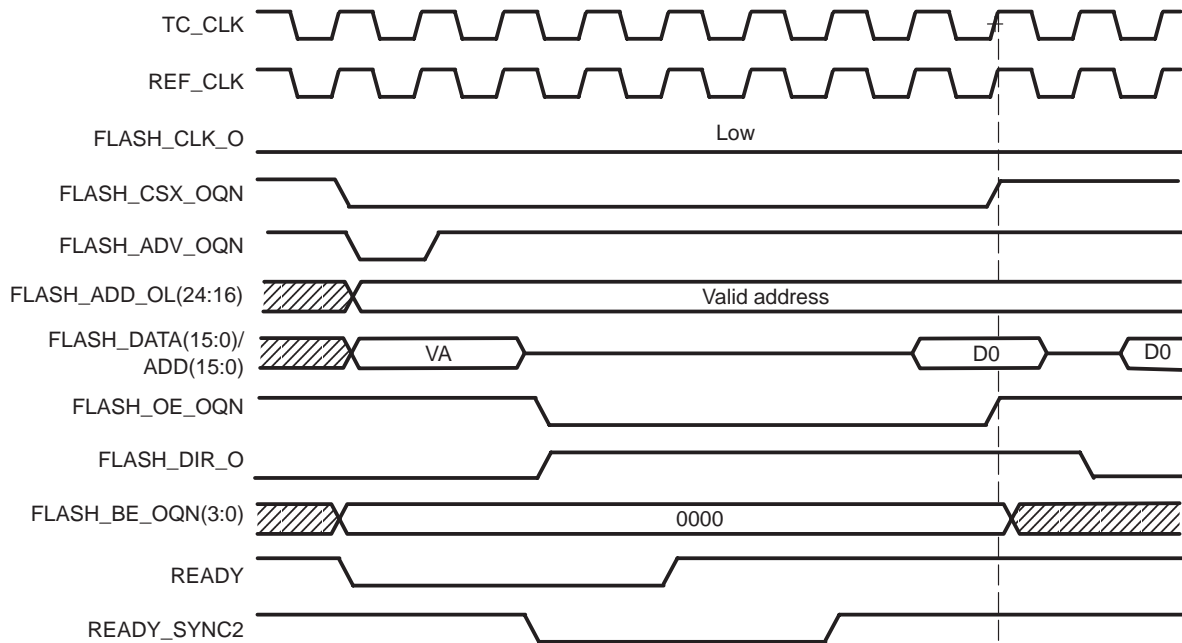 TC_CLK
REF_CLK
FLASH_CLK_O
Low
FLASH_CSX_OQN
FLASH_ADV_OQN
FLASH_ADD_OL(24:16)
Valid address
FLASH_DATA(15:0)/
ADD(15:0)
VA
D0
D0
FLASH_OE_OQN
FLASH_DIR_O
FLASH_BE_OQN(3:0)
0000
READY
READY_SYNC2